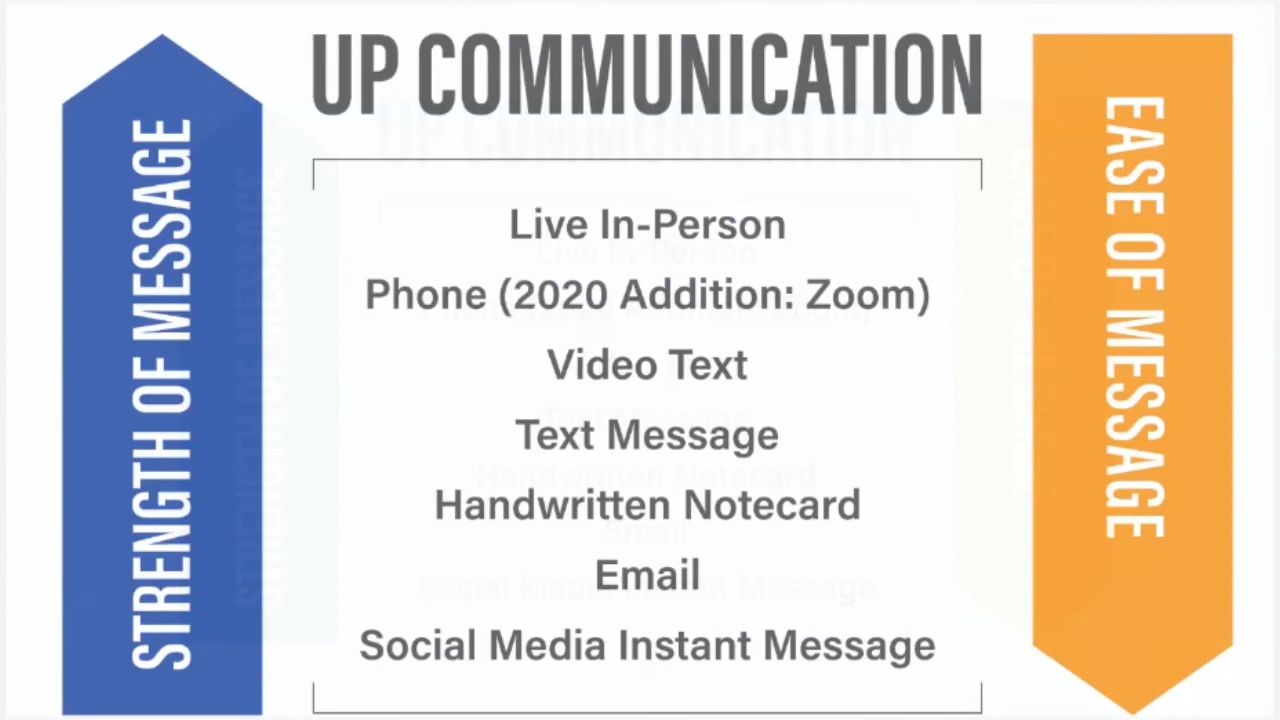 UP COMMUNICATION
STRENGTH OF MESSAGE
Live In-Person
Phone (2020 Addition: Zoom)
Video Text
Text Message
Handwritten Notecard
Email
Social Media Instant Message
EASE OF MESSAGE